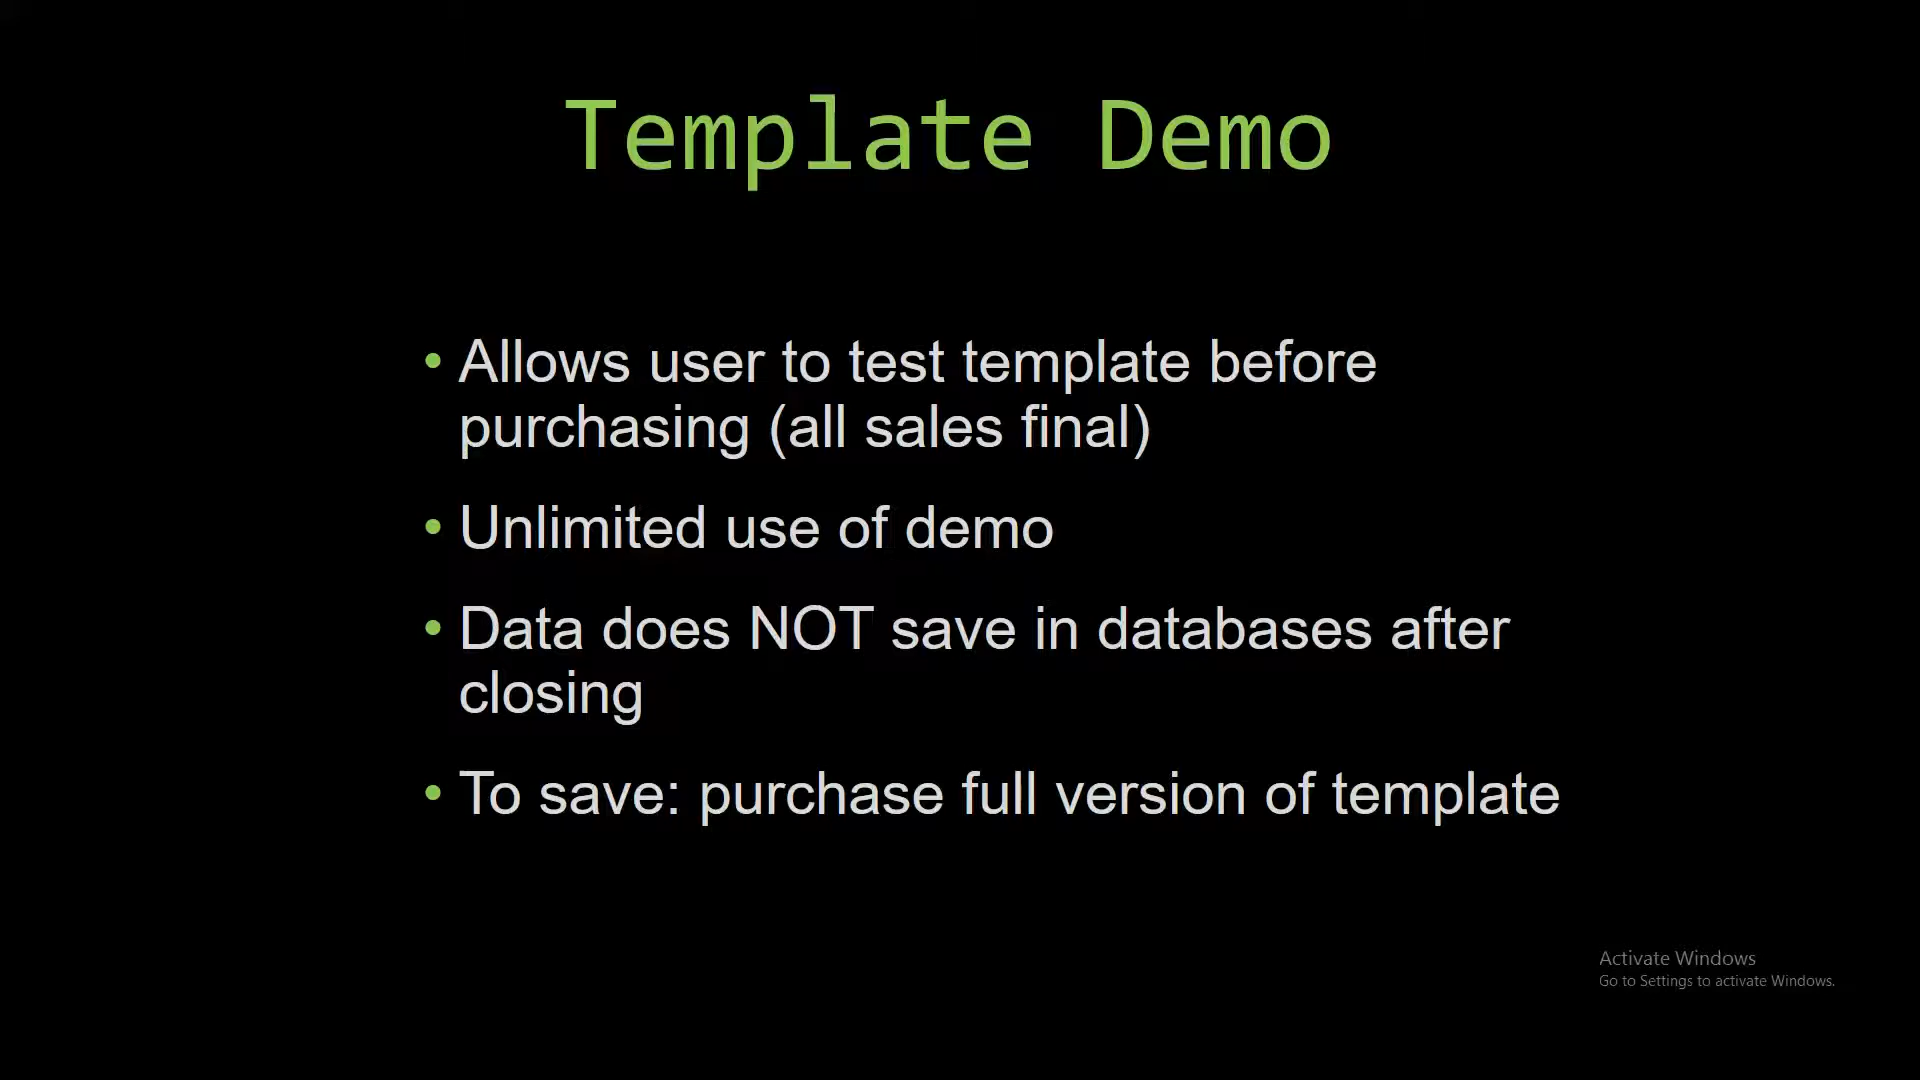 Template Demo
• Allows user to test template before
purchasing (all sales final)
• Unlimited use of demo
• Data does NOT save in databases after
closing
• To save: purchase full version of template
Activate Windows
Go to Settings to activate Windows.